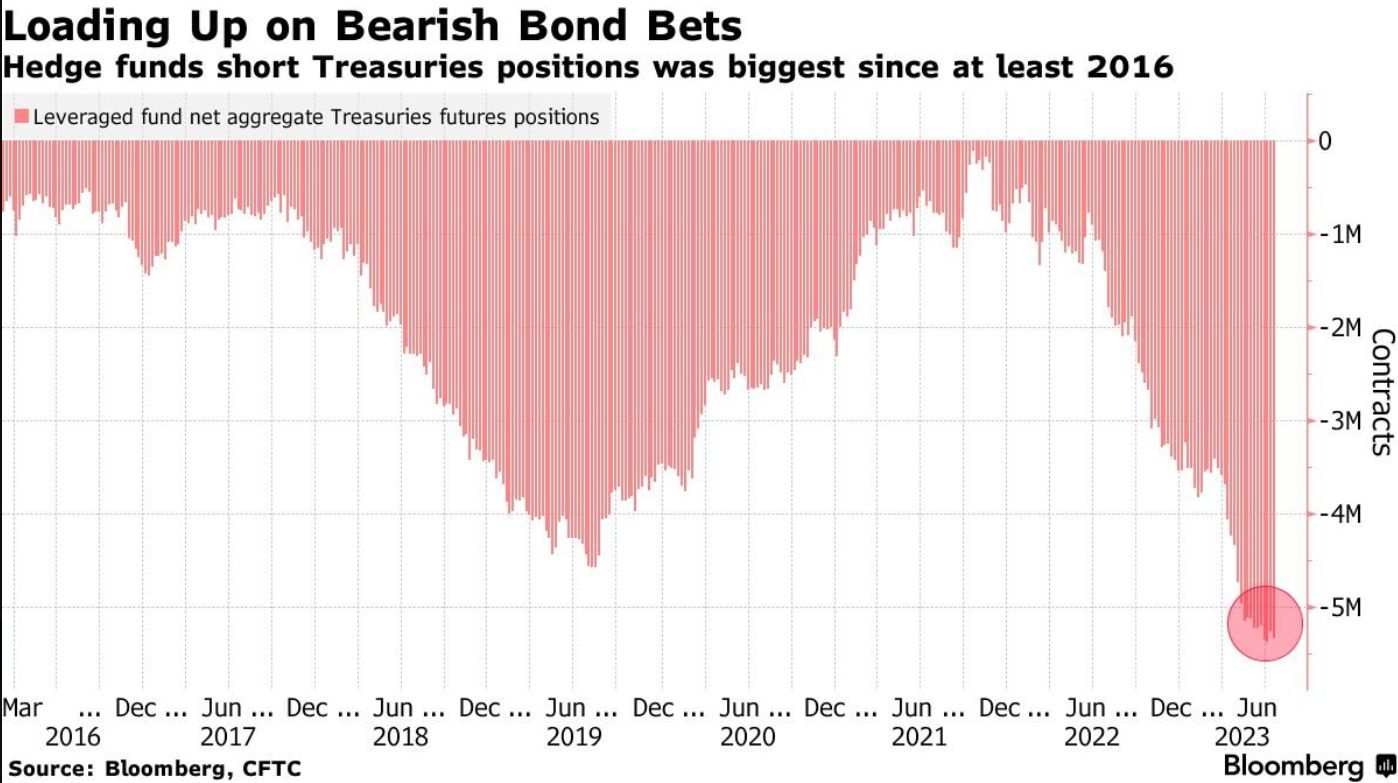 Loading Up on Bearish Bond Bets
Hedge funds short Treasuries positions was biggest since at least 2016
Leveraged fund net aggregate Treasuries futures positions
0
-1M
-2M
-3M
-4M
-5M
Contracts
Mar ... Dec ... Jun ... Dec ... Jun ... Dec ... Jun ... Dec ... Jun ... Dec ... Jun ... Dec ... Jun ... Dec ... Jun
2016 2017 2018 2019 2020 2021 2022 2023
Source: Bloomberg, CFTC
Bloomberg